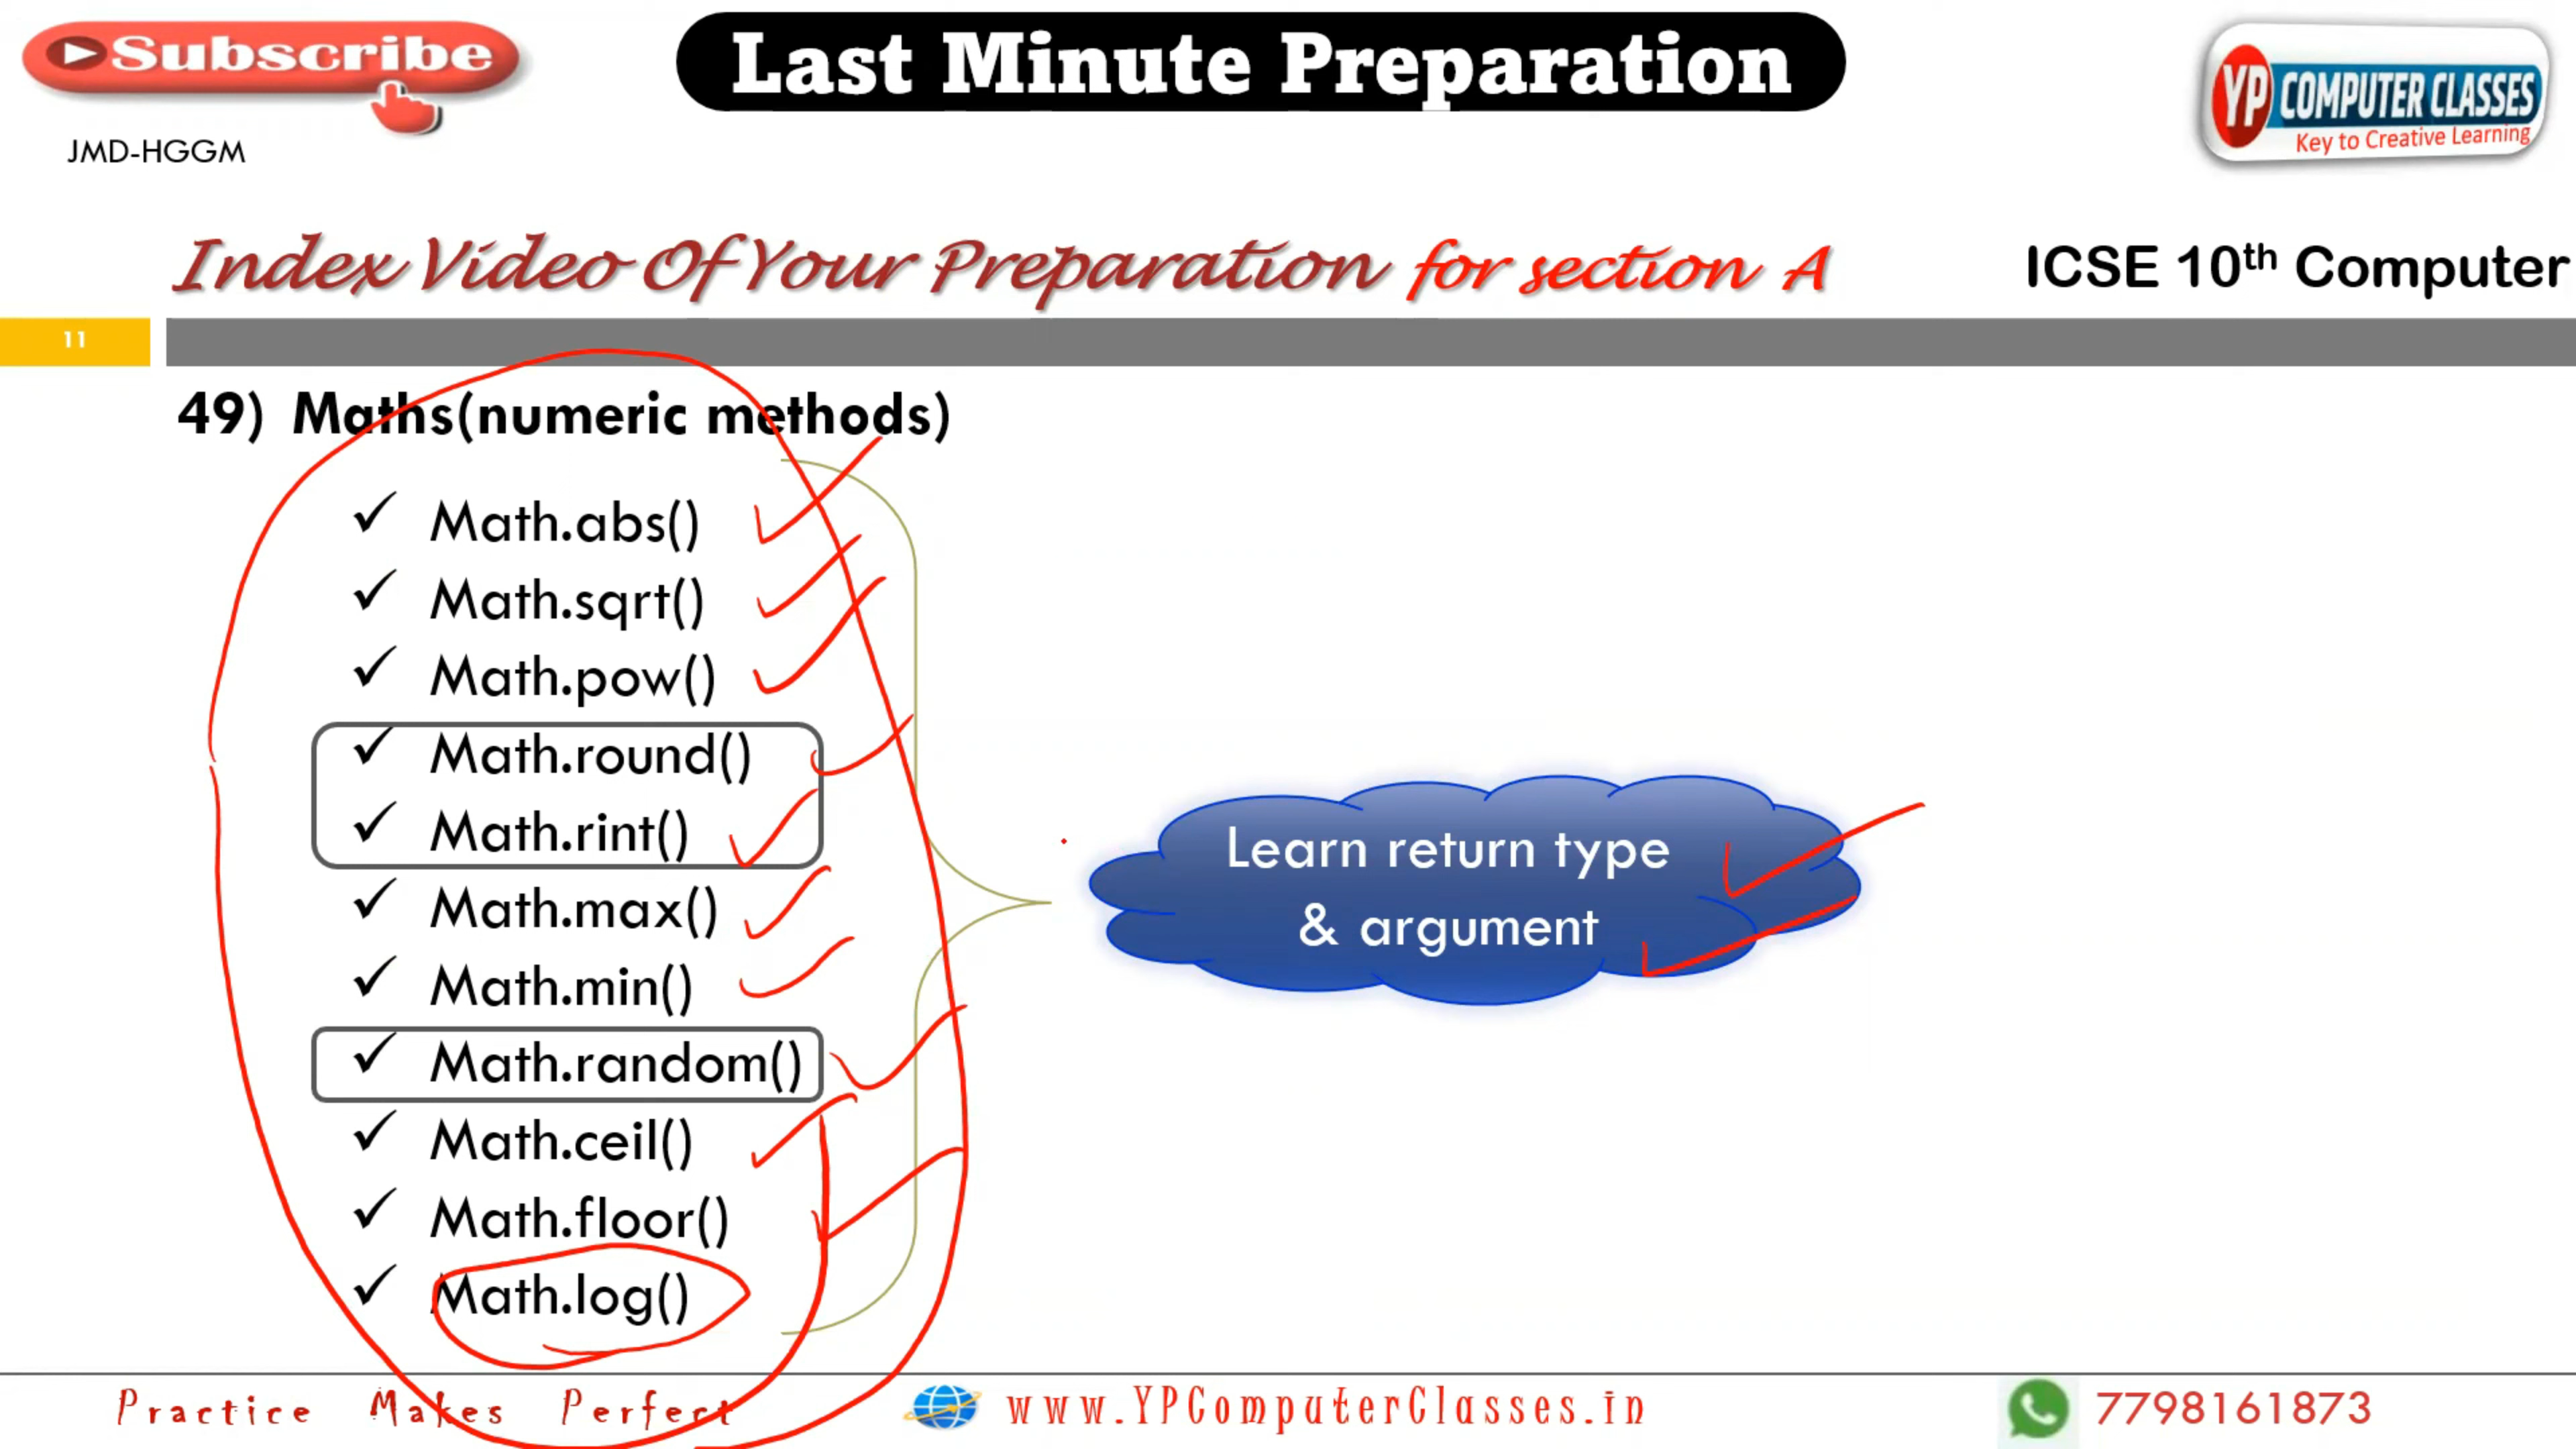 Subscribe
Last Minute Preparation
YP COMPUTER CLASSES
Key to Creative Learning
JMD-HGGM
Index Video Of Your Preparation for section A
ICSE 10th Computer
11
49) Maths(numeric methods)
✓ Math.abs()
✓ Math.sqrt()
✓ Math.pow()
✓ Math.round()
✓ Math.rint()
✓ Math.max()
✓ Math.min()
✓ Math.random()
✓ Math.ceil()
✓ Math.floor()
✓ Math.log()
Learn return type
& argument
Practice Makes Perfect
www.YPComputerClasses.in
7798161873